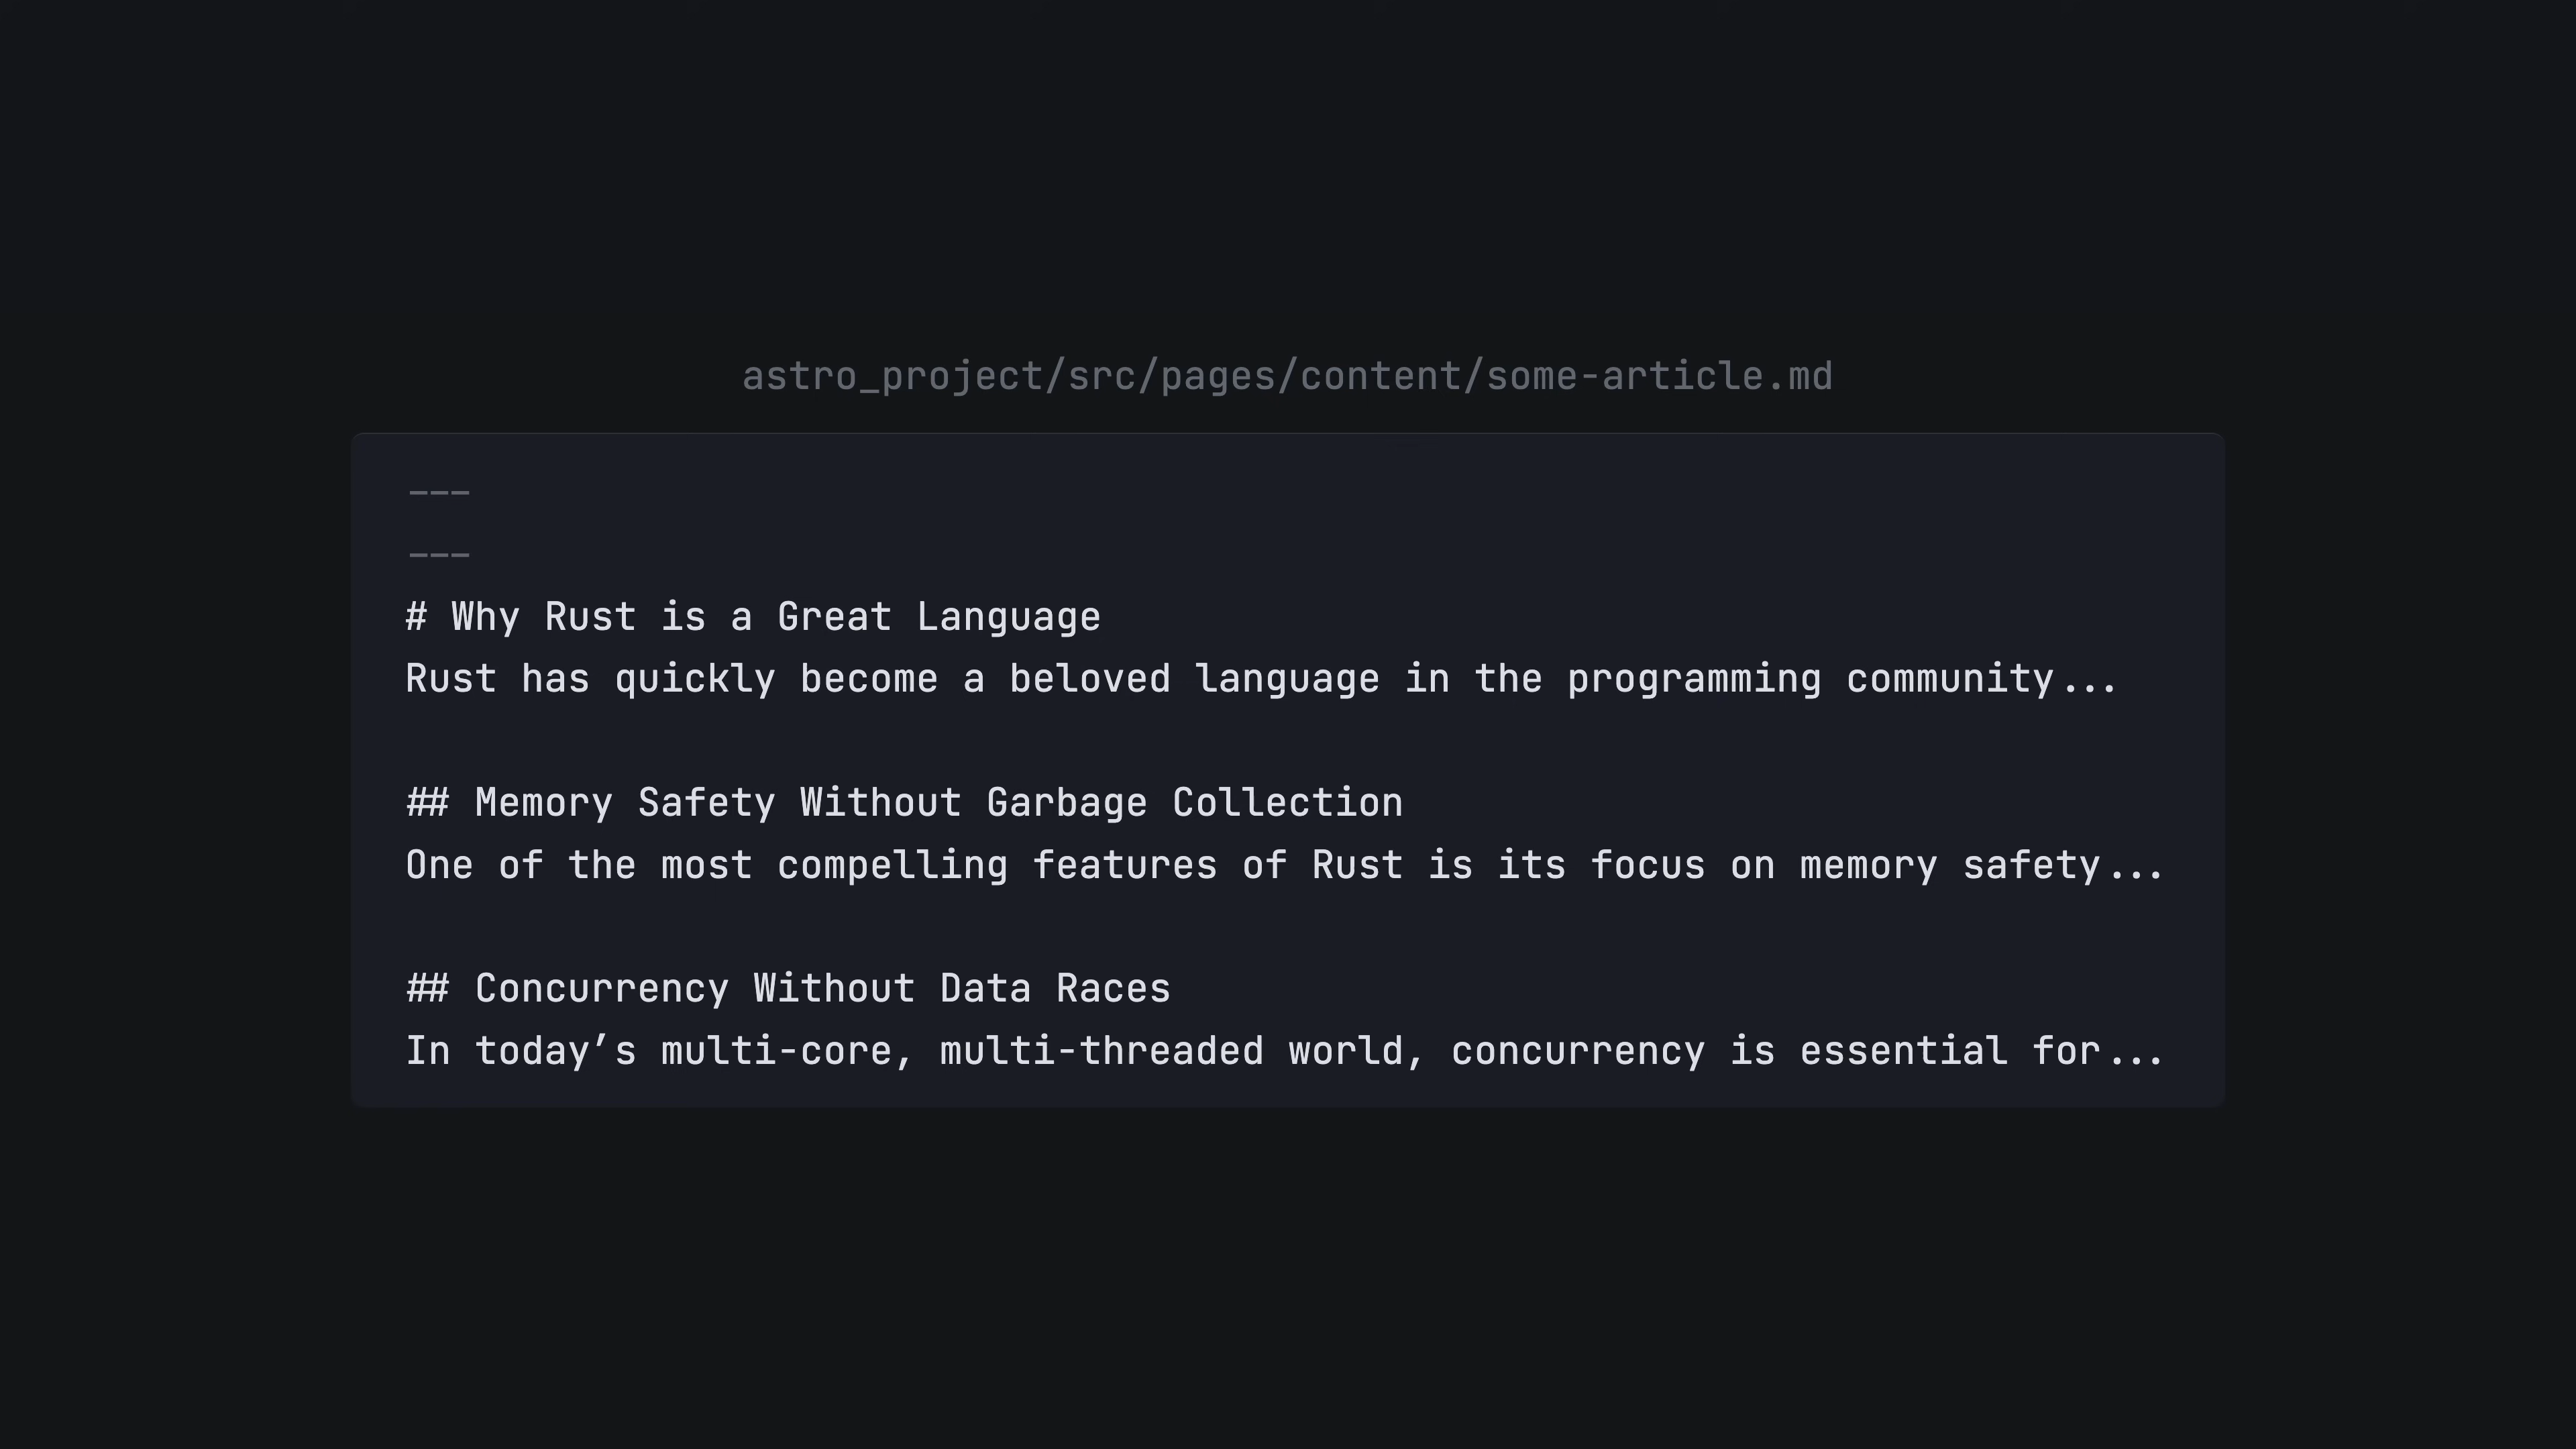 astro_project/src/pages/content/some-article.md
---
---
# Why Rust is a Great Language
Rust has quickly become a beloved language in the programming community...
## Memory Safety Without Garbage Collection
One of the most compelling features of Rust is its focus on memory safety...
## Concurrency Without Data Races
In today’s multi-core, multi-threaded world, concurrency is essential for...